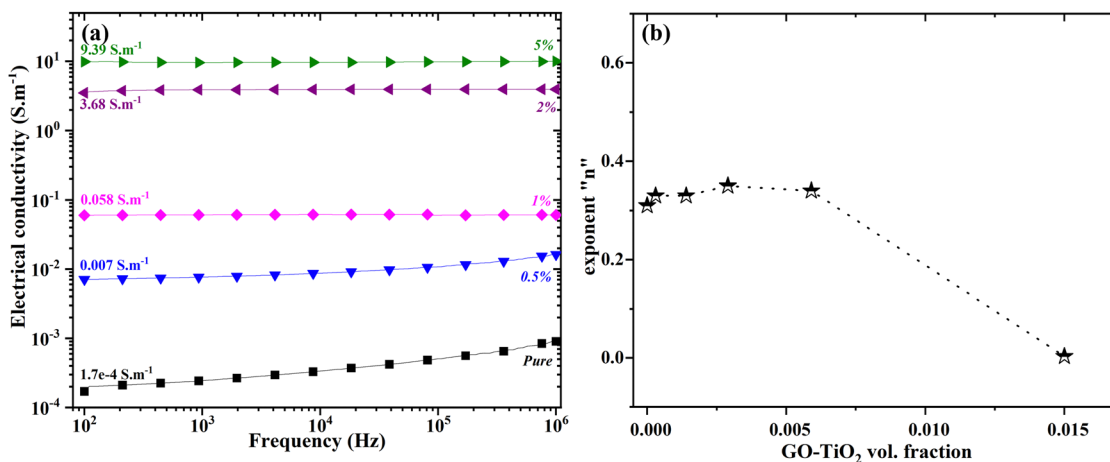 (a)
9.39 S.m⁻¹
5%
3.68 S.m⁻¹
2%
0.058 S.m⁻¹
1%
0.007 S.m⁻¹
0.5%
1.7e-4 S.m⁻¹
Pure
Electrical conductivity (S.m⁻¹)
10¹
10⁰
10⁻¹
10⁻²
10⁻³
10⁻⁴
10² 10³ 10⁴ 10⁵ 10⁶
Frequency (Hz)
(b)
exponent "n"
0.6
0.4
0.2
0.0
0.000 0.005 0.010 0.015
GO-TiO₂ vol. fraction